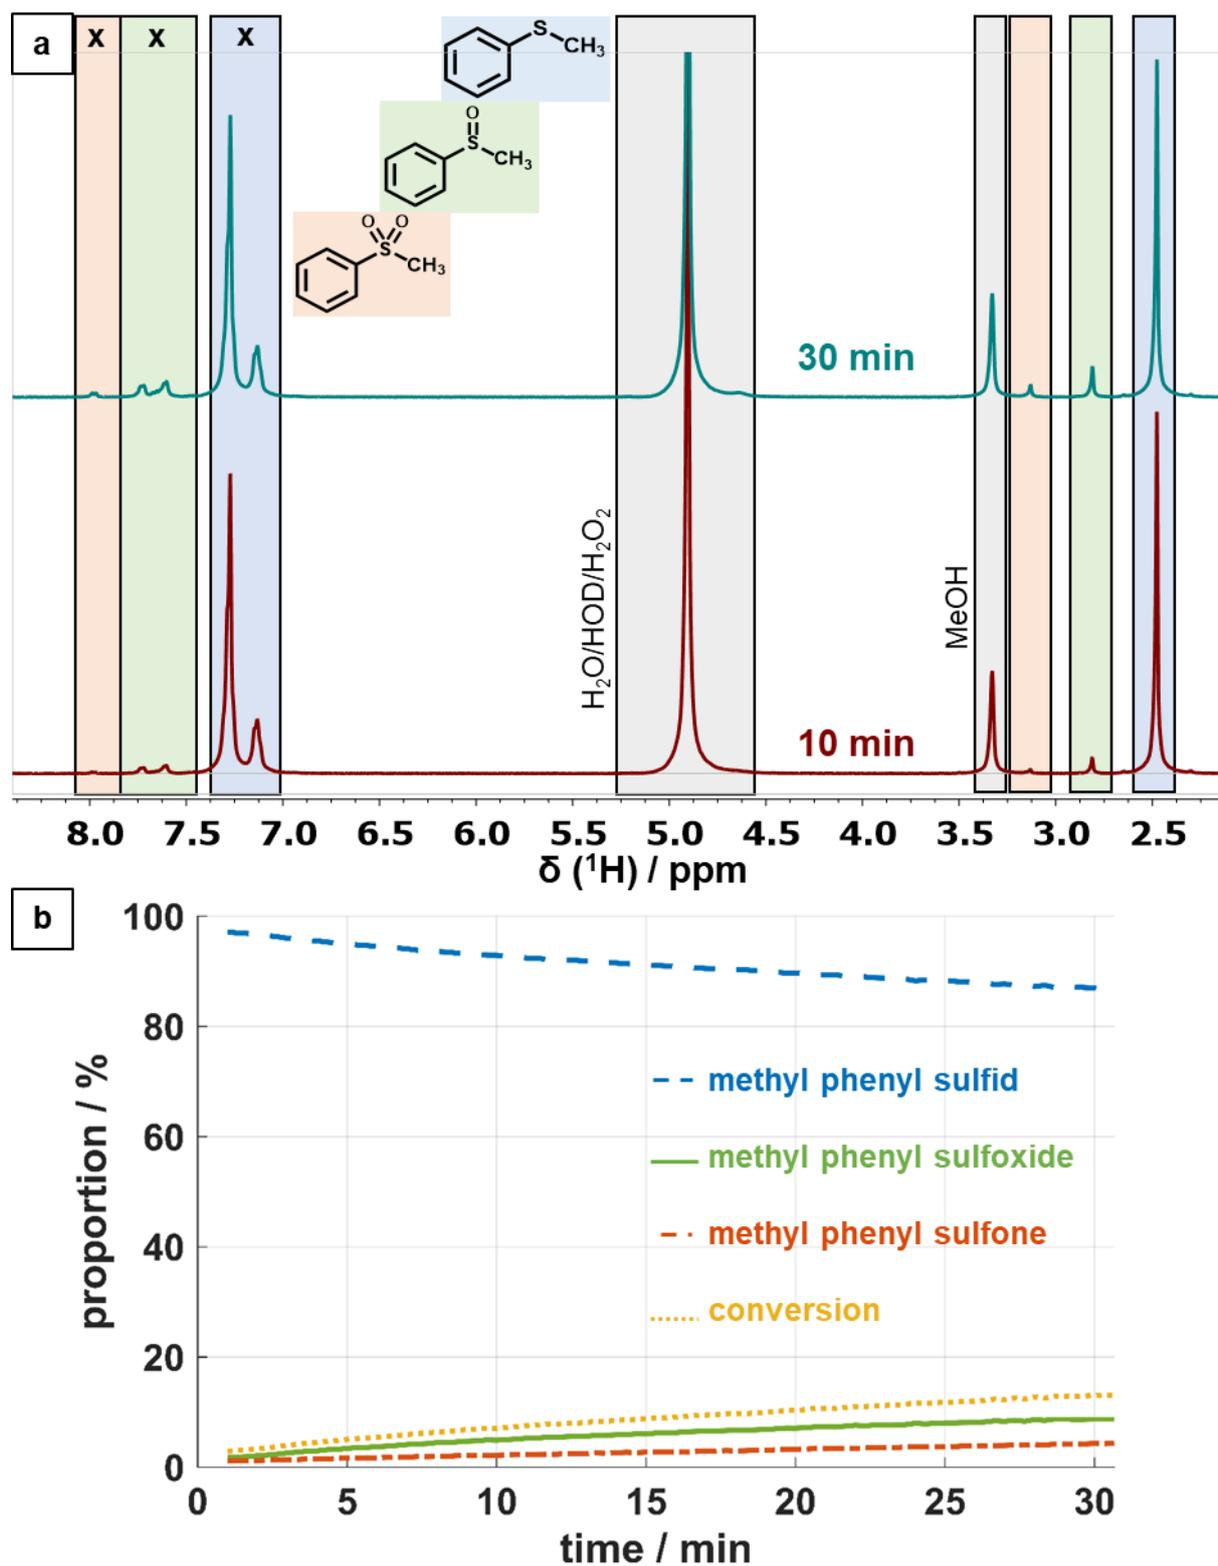 a
x x x
S
CH3
O
S
CH3
O O
S
CH3
30 min
H2O/HOD/H2O2
MeOH
10 min
8.0 7.5 7.0 6.5 6.0 5.5 5.0 4.5 4.0 3.5 3.0 2.5
δ (1H) / ppm
b
100
80
60
40
20
0
proportion / %
methyl phenyl sulfid
methyl phenyl sulfoxide
methyl phenyl sulfone
conversion
0 5 10 15 20 25 30
time / min